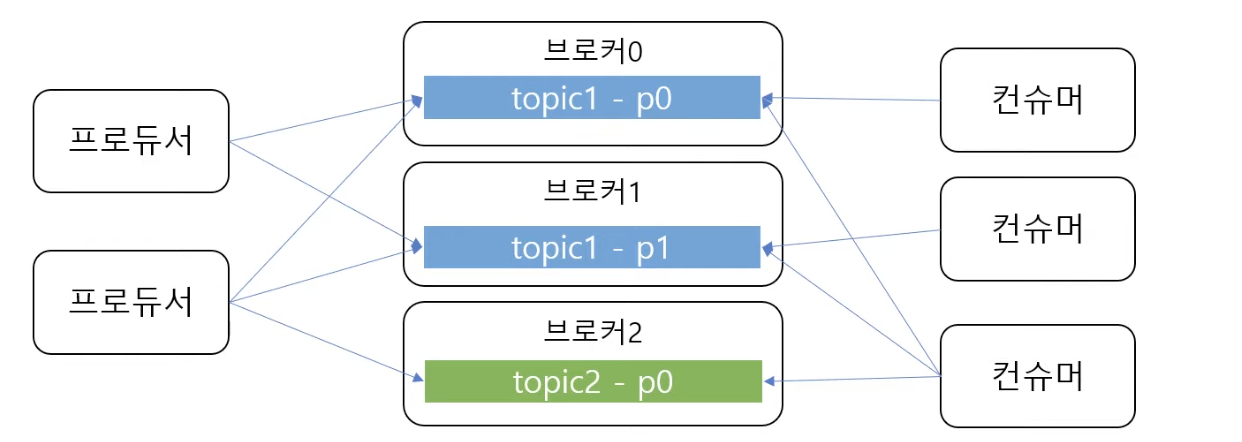 프로듀서
프로듀서
브로커0
topic1 - p0
브로커1
topic1 - p1
브로커2
topic2 - p0
컨슈머
컨슈머
컨슈머